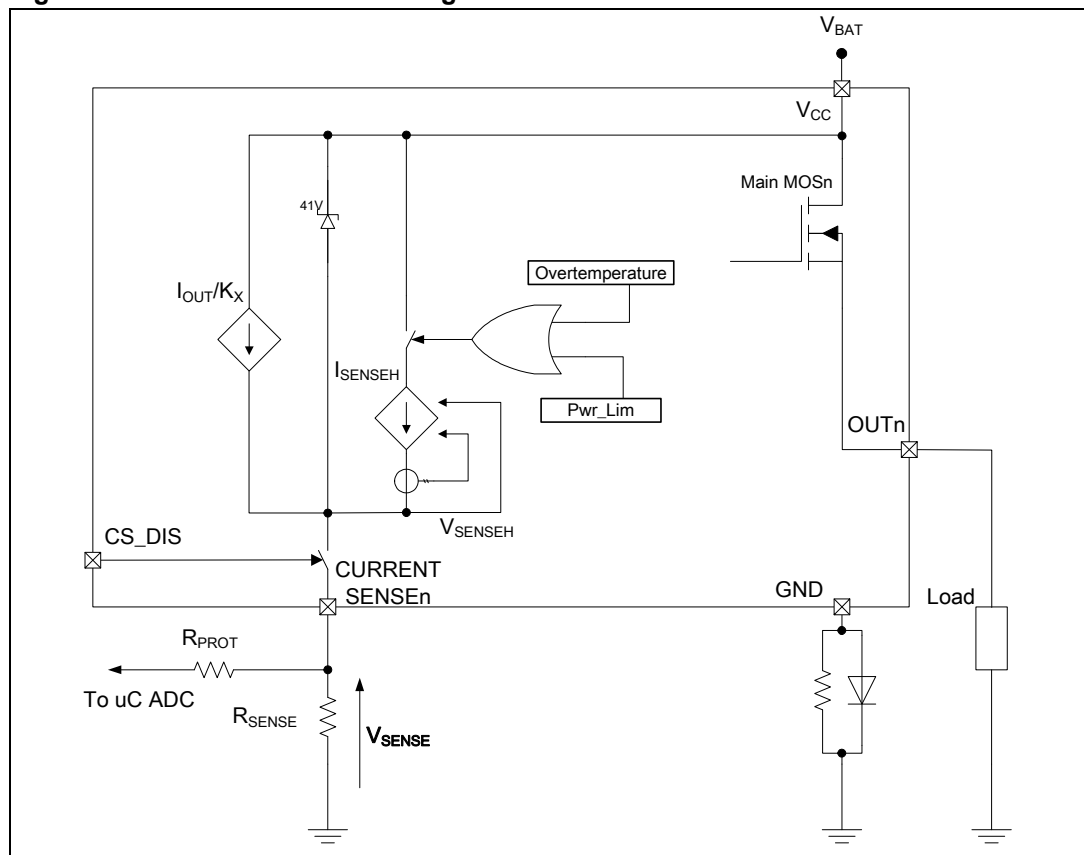 V_BAT
V_CC
Main MOSn
41V
Overtemperature
I_OUT/K_X
I_SENSEH
Pwr_Lim
OUTn
V_SENSEH
CS_DIS
CURRENT
SENSEn
GND
Load
R_PROT
To uC ADC
R_SENSE
V_SENSE